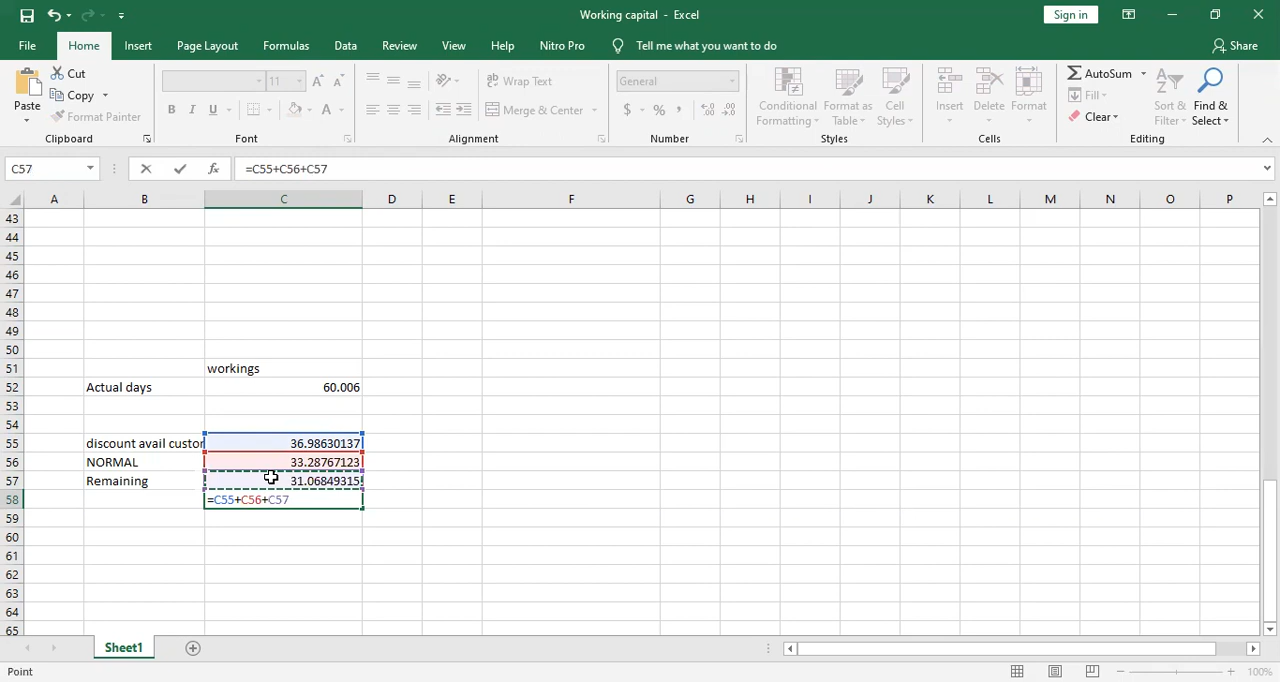 Working capital - Excel
Sign in
File Home Insert Page Layout Formulas Data Review View Help Nitro Pro Tell me what you want to do Share
Paste Cut Copy Format Painter
Clipboard
11 A A
B I U A
Font
Wrap Text
Merge & Center
Alignment
General
$ %
Number
Conditional Formatting Format as Table Cell Styles
Styles
Insert Delete Format
Cells
AutoSum
Fill
Clear
Sort & Filter Find & Select
Editing
C57 fx =C55+C56+C57
A B C D E F G H I J K L M N O P
43
44
45
46
47
48
49
50
51 workings
52 Actual days 60.006
53
54
55 discount avail custor 36.98630137
56 NORMAL 33.28767123
57 Remaining 31.06849315
58 =C55+C56+C57
59
60
61
62
63
64
65
Sheet1
Point 100%